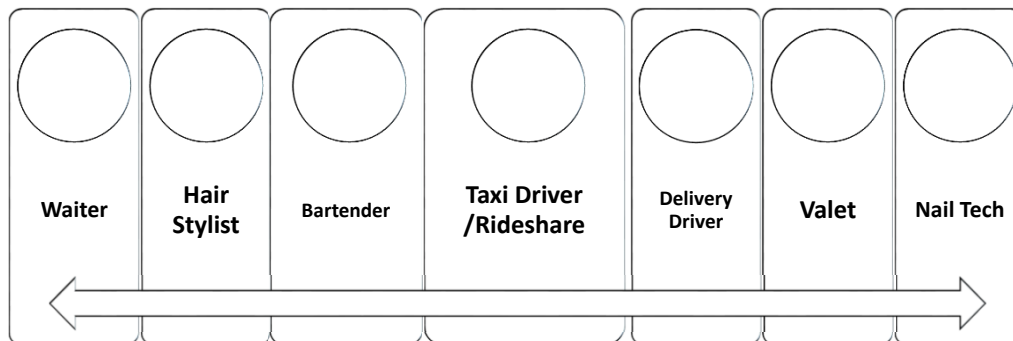 Waiter
Hair
Stylist
Bartender
Taxi Driver
/Rideshare
Delivery
Driver
Valet
Nail Tech